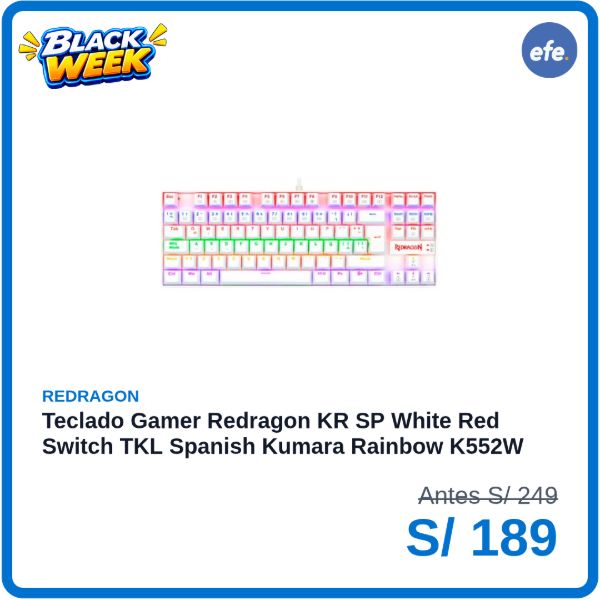 BLACK
WEEK
efe.
REDRAGON
REDRAGON
Teclado Gamer Redragon KR SP White Red
Switch TKL Spanish Kumara Rainbow K552W
Antes S/ 249
S/ 189